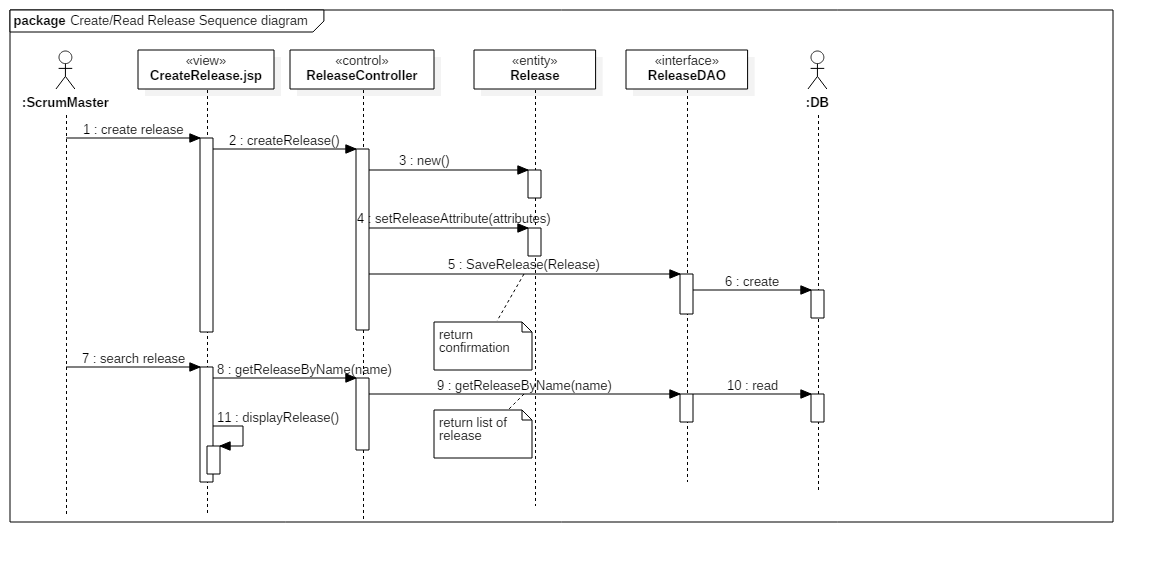 package Create/Read Release Sequence diagram
«view»
CreateRelease.jsp
«control»
ReleaseController
«entity»
Release
«interface»
ReleaseDAO
:ScrumMaster
:DB
1 : create release
2 : createRelease()
3 : new()
4 : setReleaseAttribute(attributes)
5 : SaveRelease(Release)
6 : create
return
confirmation
7 : search release
8 : getReleaseByName(name)
9 : getReleaseByName(name)
10 : read
11 : displayRelease()
return list of
release